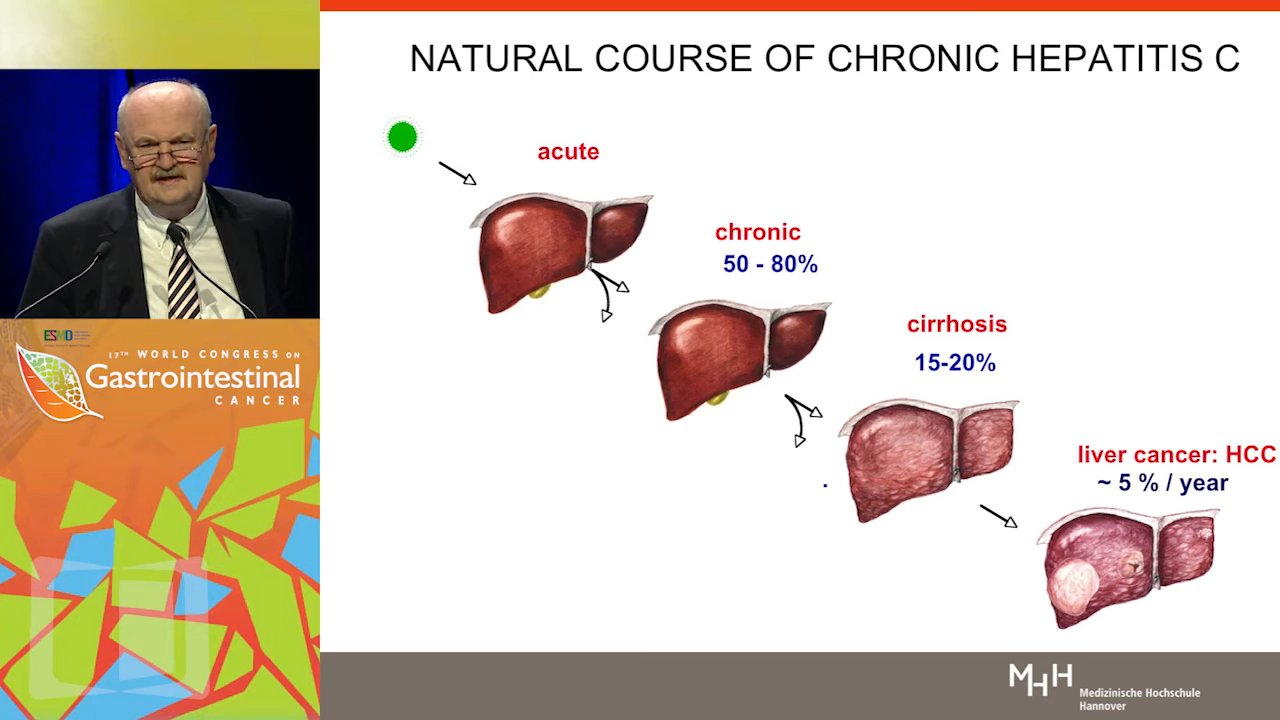 NATURAL COURSE OF CHRONIC HEPATITIS C
acute
chronic
50 - 80%
cirrhosis
15-20%
liver cancer: HCC
~ 5 % / year
ESMO
17TH WORLD CONGRESS ON
Gastrointestinal
CANCER
MHH
Medizinische Hochschule
Hannover